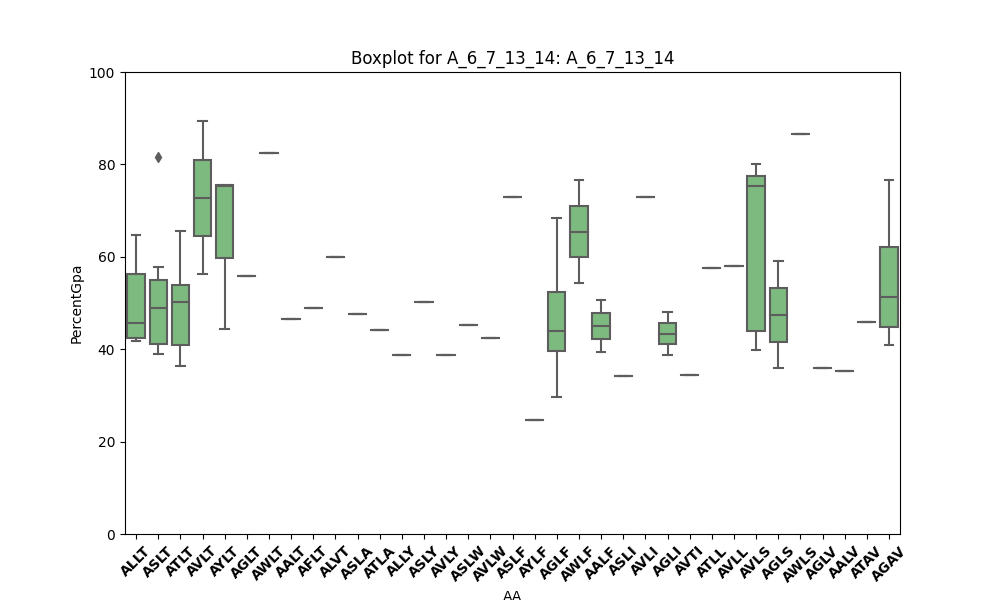 Boxplot for A_6_7_13_14: A_6_7_13_14
100
80
60
40
20
0
PercentGpa
ALLT ASLT ATLT AVLT AYLT AGLT AWLT AALT AFLT ALVT ASLA ATLA ALLY ASLY AVLY ASLW AVLW ASLF AYLF AGLF AWLF AALF ASLI AVLI AGLI AVTI ATLL AVLL AVLS AGLS AWLS AGLV AALV ATAV AGAV
AA